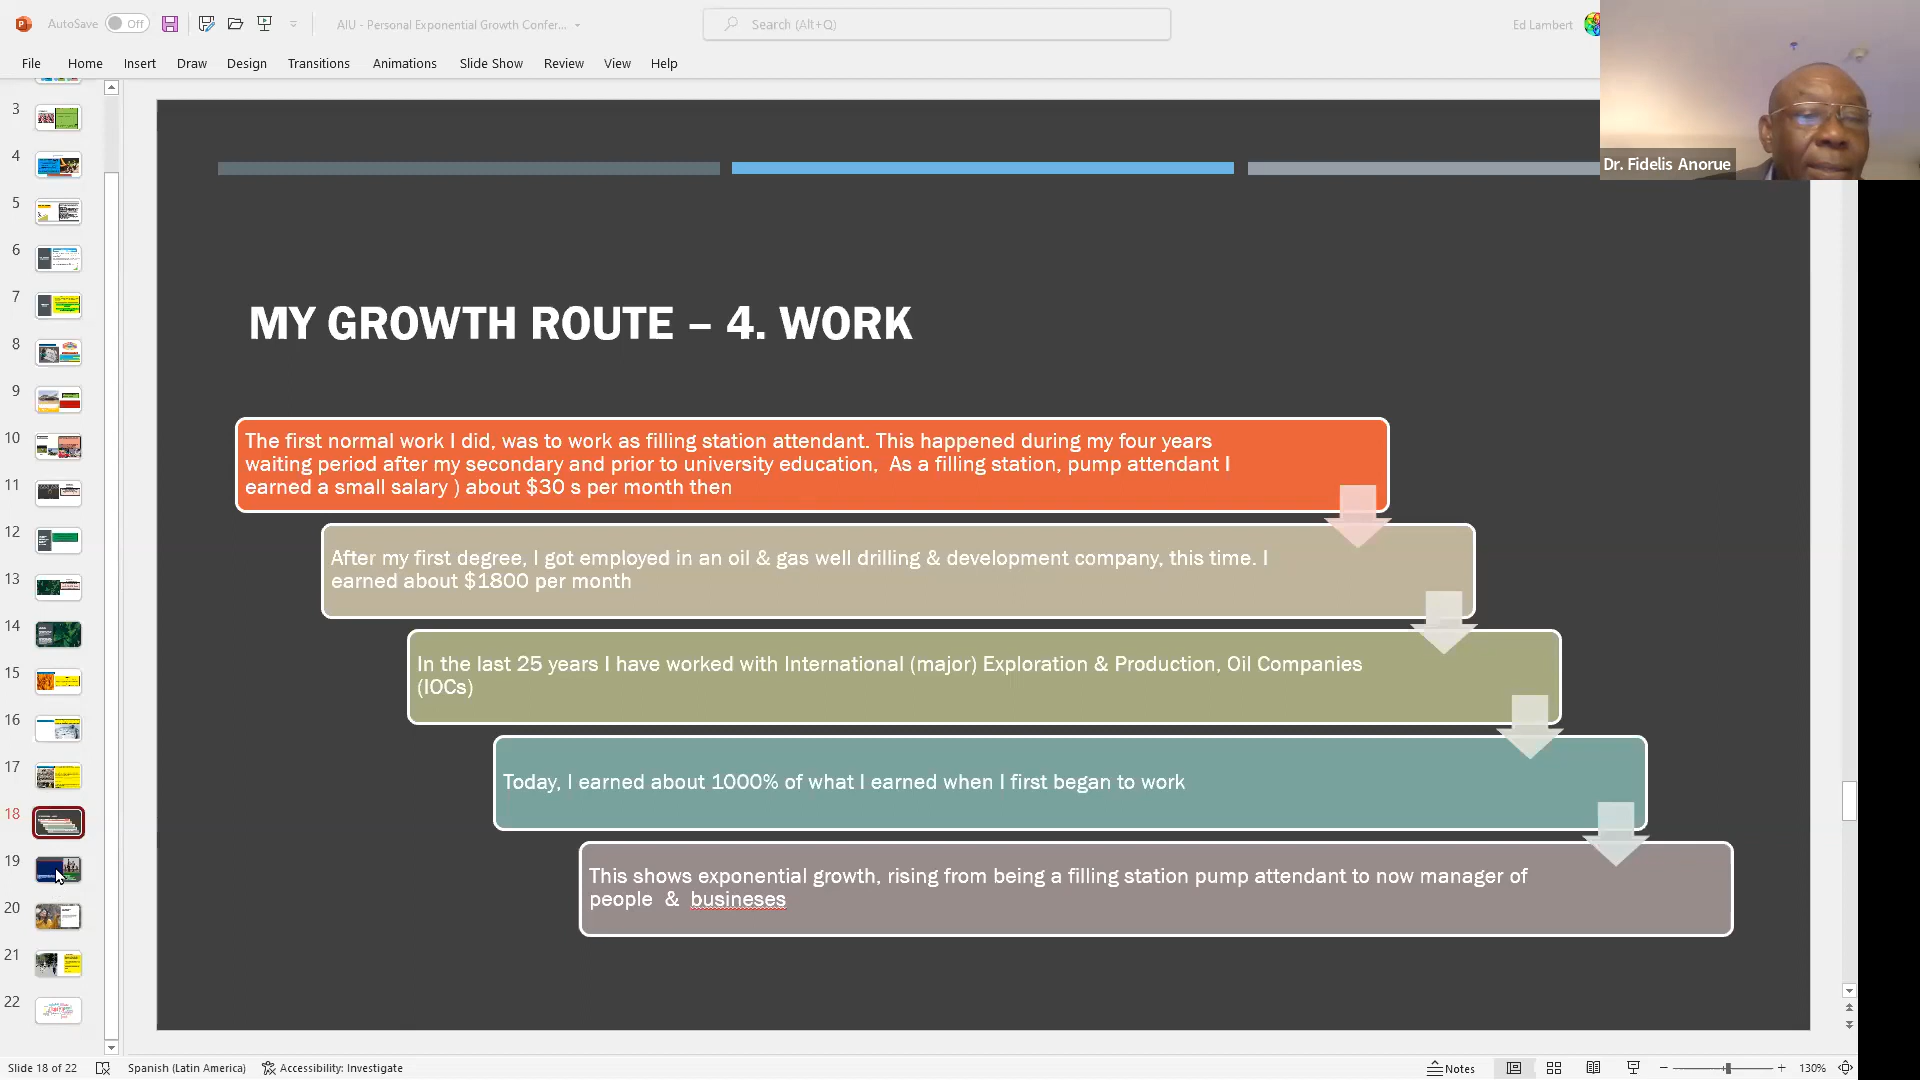 AutoSave Off
AIU - Personal Exponential Growth Confer...
Search (Alt+Q)
Ed Lambert
File Home Insert Draw Design Transitions Animations Slide Show Review View Help
Dr. Fidelis Anorue
3
4
5
6
7
8
9
10
11
12
13
14
15
16
17
18
19
20
21
22
MY GROWTH ROUTE – 4. WORK
The first normal work I did, was to work as filling station attendant. This happened during my four years
waiting period after my secondary and prior to university education,  As a filling station, pump attendant I
earned a small salary ) about $30 s per month then
After my first degree, I got employed in an oil & gas well drilling & development company, this time. I
earned about $1800 per month
In the last 25 years I have worked with International (major) Exploration & Production, Oil Companies
(IOCs)
Today, I earned about 1000% of what I earned when I first began to work
This shows exponential growth, rising from being a filling station pump attendant to now manager of
people & busineses
Slide 18 of 22 Spanish (Latin America) Accessibility: Investigate Notes 130%